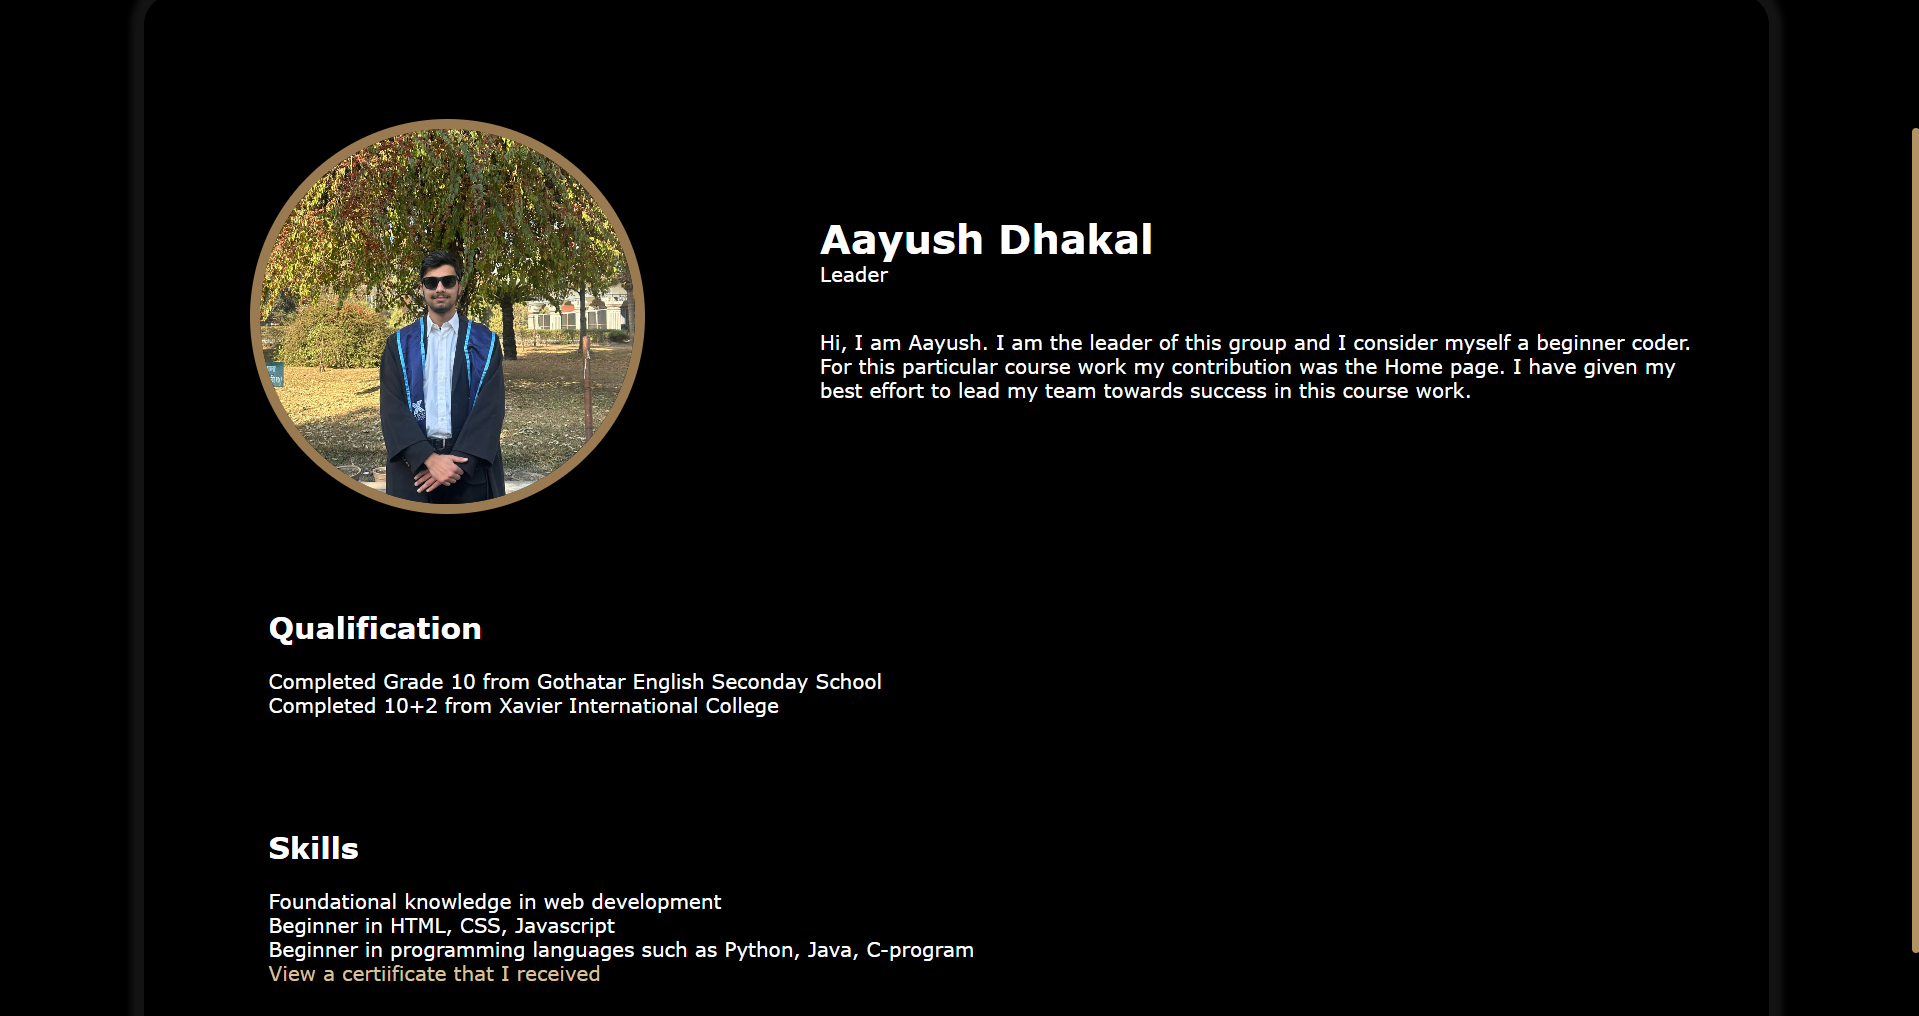 Aayush Dhakal
Leader
Hi, I am Aayush. I am the leader of this group and I consider myself a beginner coder.
For this particular course work my contribution was the Home page. I have given my
best effort to lead my team towards success in this course work.
Qualification
Completed Grade 10 from Gothatar English Seconday School
Completed 10+2 from Xavier International College
Skills
Foundational knowledge in web development
Beginner in HTML, CSS, Javascript
Beginner in programming languages such as Python, Java, C-program
View a certiificate that I received